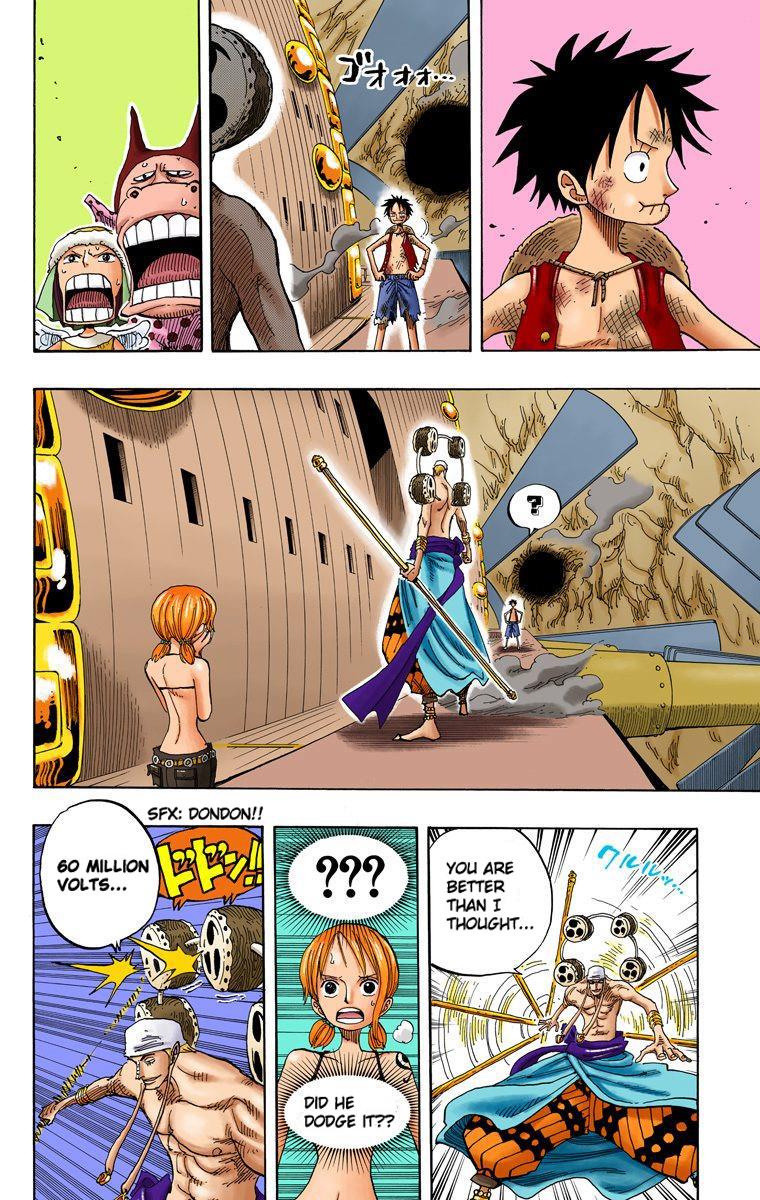 ゴオォォ…
?
クルルッ…
YOU ARE
BETTER
THAN I
THOUGHT...
???
DID HE
DODGE IT??
SFX: DONDON!!
ドドン!!
60 MILLION
VOLTS...